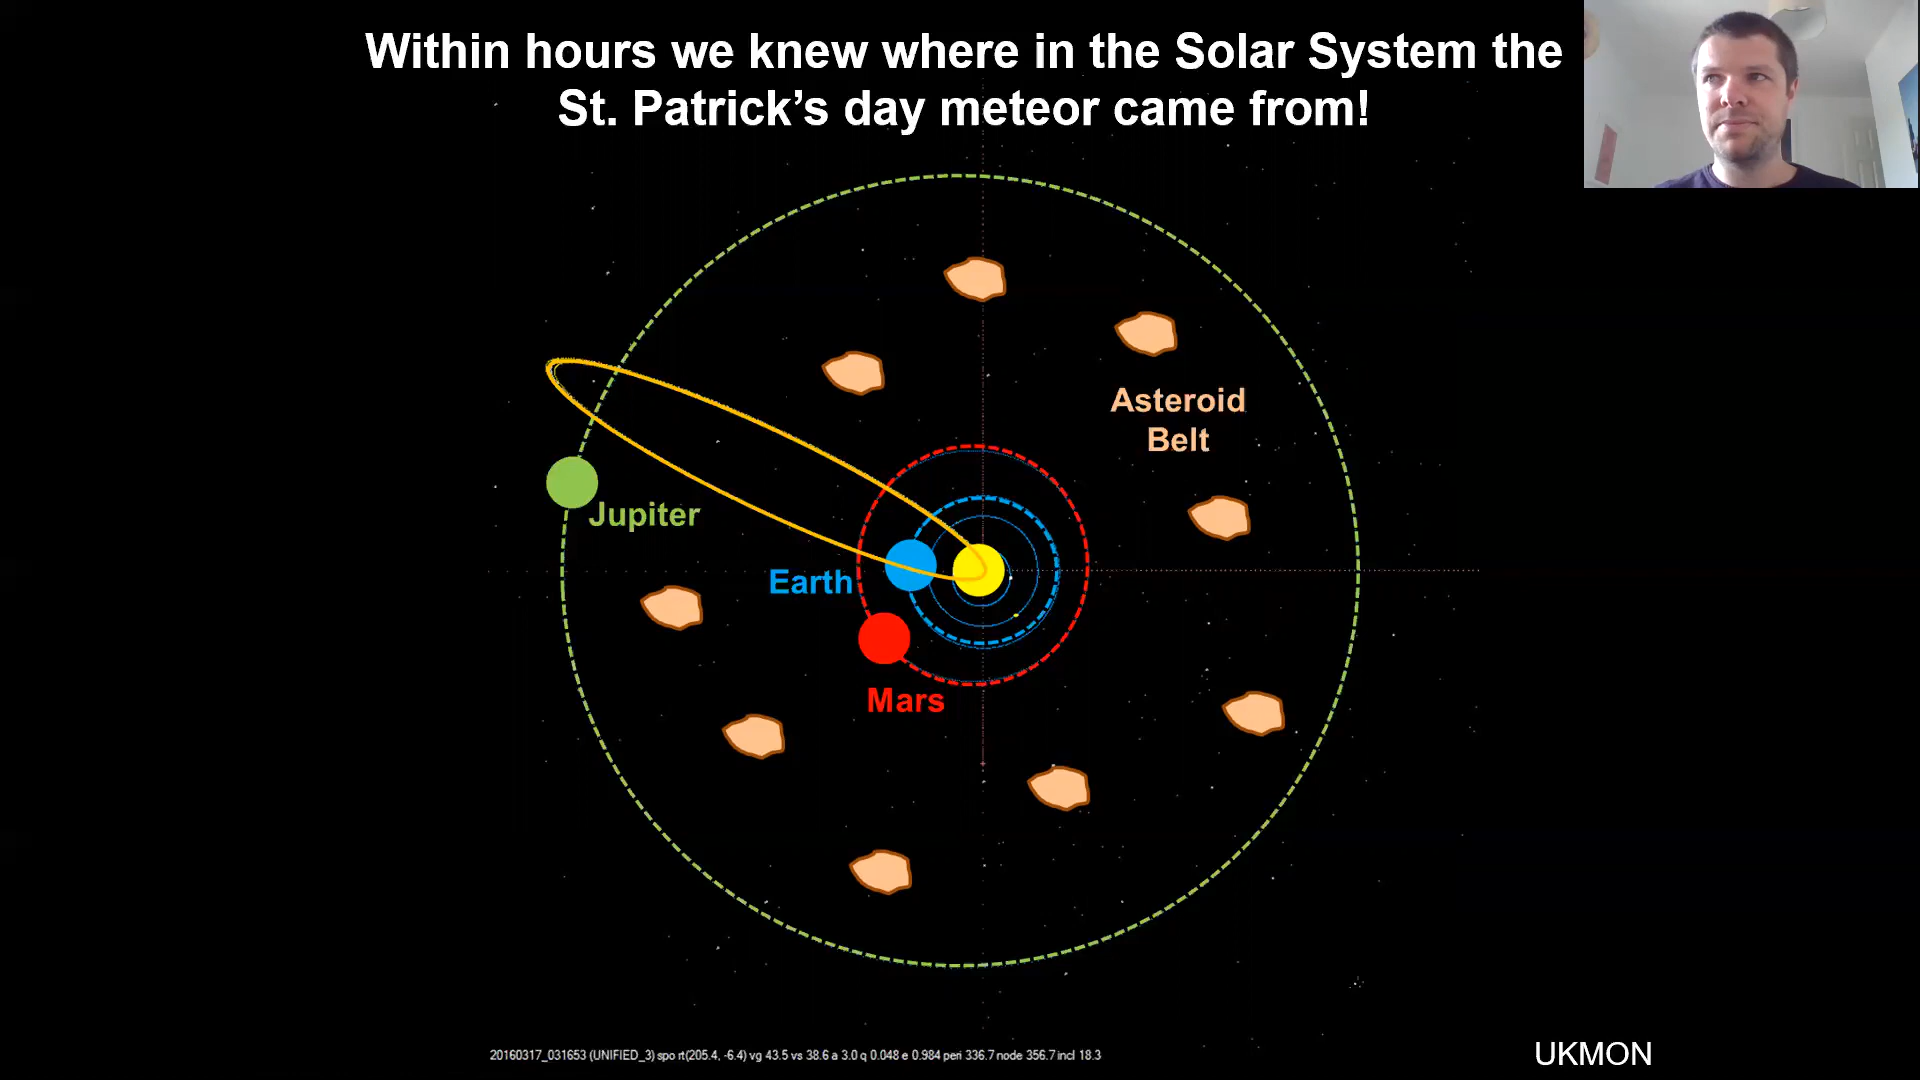 Within hours we knew where in the Solar System the
St. Patrick’s day meteor came from!
Asteroid
Belt
Jupiter
Earth
Mars
20160317_031653 (UNIFIED_3) spo rt(205.4, -6.4) vg 43.5 vs 38.6 a 3.0 q 0.048 e 0.984 peri 336.7 node 356.7 incl 18.3
UKMON